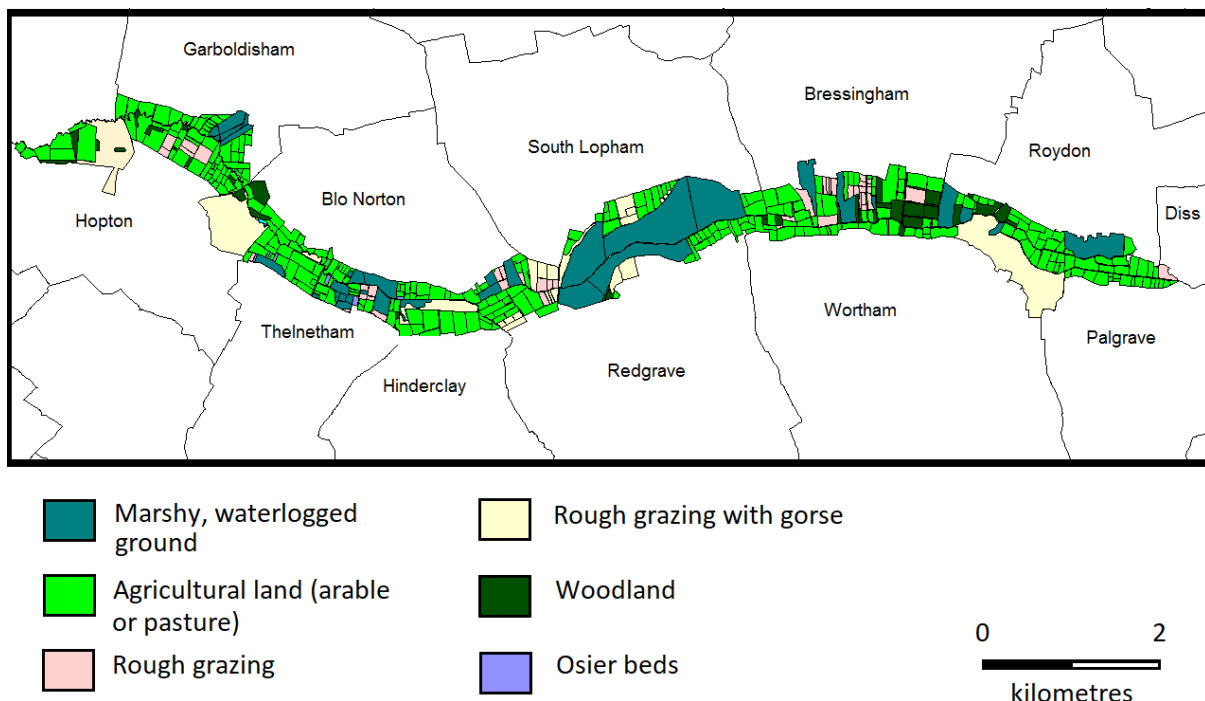 Garboldisham
Bressingham
South Lopham
Roydon
Blo Norton
Hopton
Diss
Thelnetham
Wortham
Palgrave
Redgrave
Hinderclay
Marshy, waterlogged
ground
Rough grazing with gorse
Agricultural land (arable
or pasture)
Woodland
Rough grazing
Osier beds
0 2
kilometres